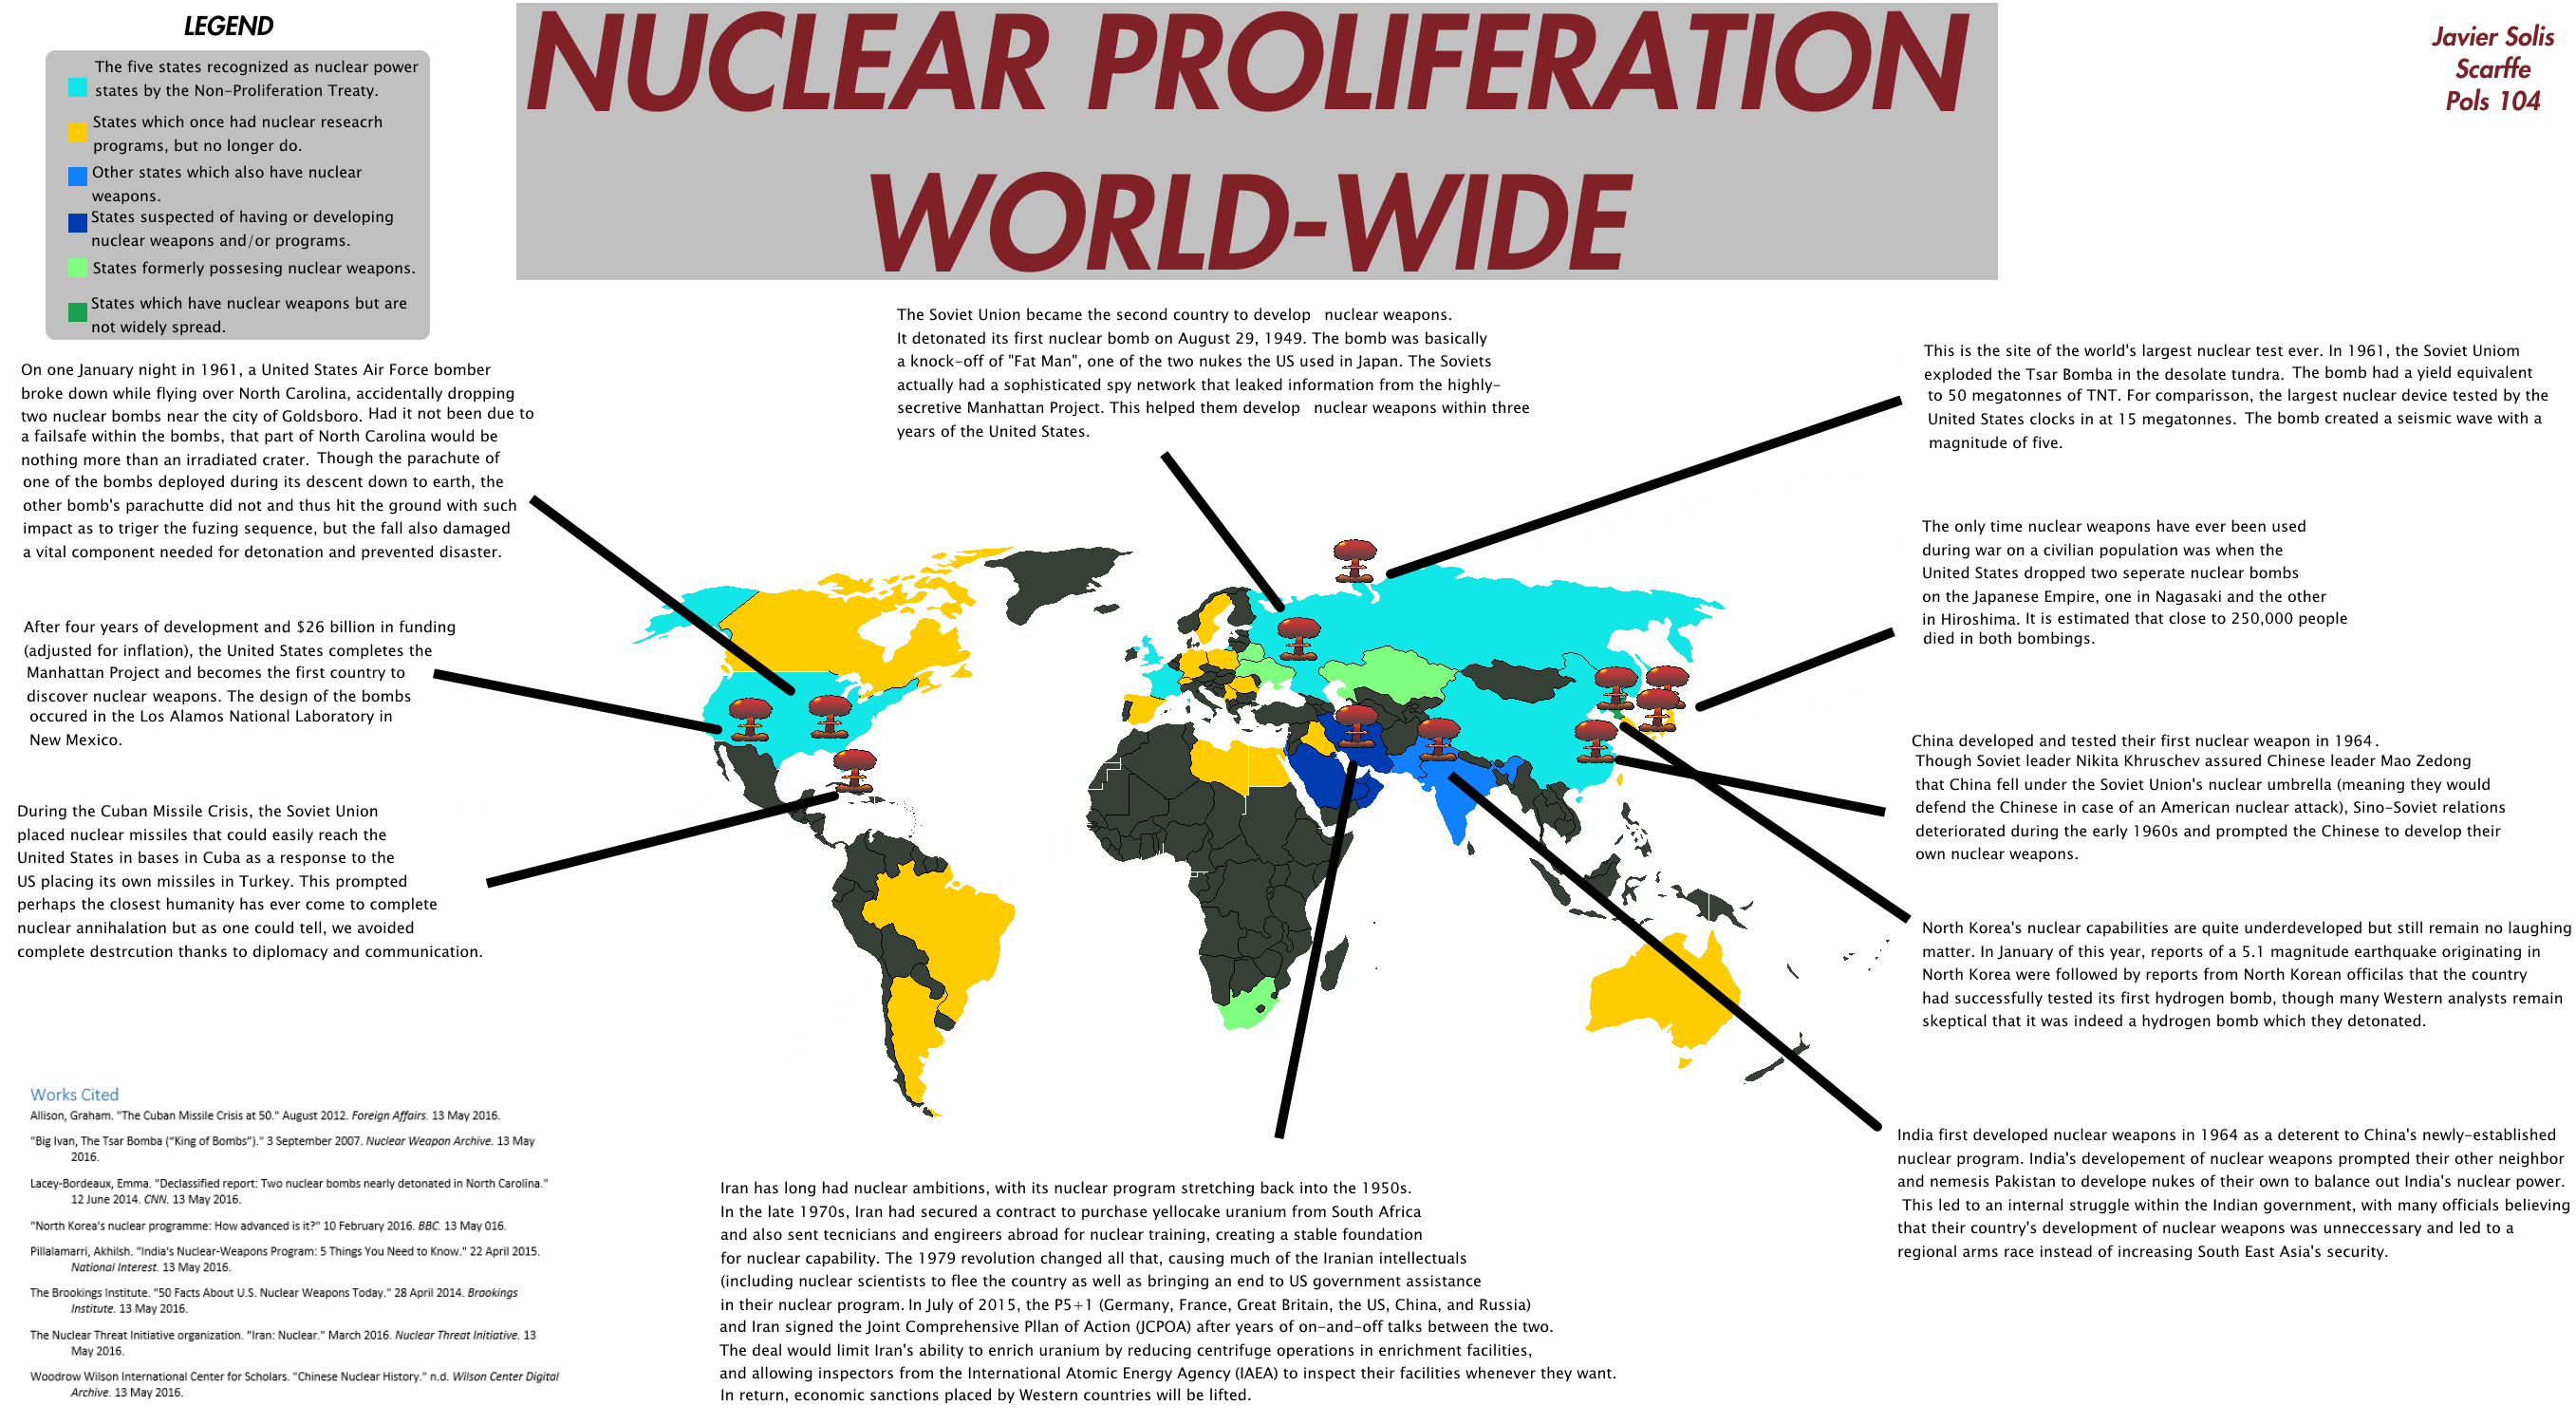 LEGEND
The five states recognized as nuclear power
states by the Non-Proliferation Treaty.
States which once had nuclear reseacrh
programs, but no longer do.
Other states which also have nuclear
weapons.
States suspected of having or developing
nuclear weapons and/or programs.
States formerly possesing nuclear weapons.
States which have nuclear weapons but are
not widely spread.
NUCLEAR PROLIFERATION
WORLD-WIDE
Javier Solis
Scarffe
Pols 104
On one January night in 1961, a United States Air Force bomber
broke down while flying over North Carolina, accidentally dropping
two nuclear bombs near the city of Goldsboro. Had it not been due to
a failsafe within the bombs, that part of North Carolina would be
nothing more than an irradiated crater. Though the parachute of
one of the bombs deployed during its descent down to earth, the
other bomb's parachutte did not and thus hit the ground with such
impact as to triger the fuzing sequence, but the fall also damaged
a vital component needed for detonation and prevented disaster.
After four years of development and $26 billion in funding
(adjusted for inflation), the United States completes the
Manhattan Project and becomes the first country to
discover nuclear weapons. The design of the bombs
occured in the Los Alamos National Laboratory in
New Mexico.
During the Cuban Missile Crisis, the Soviet Union
placed nuclear missiles that could easily reach the
United States in bases in Cuba as a response to the
US placing its own missiles in Turkey. This prompted
perhaps the closest humanity has ever come to complete
nuclear annihalation but as one could tell, we avoided
complete destrcution thanks to diplomacy and communication.
The Soviet Union became the second country to develop nuclear weapons.
It detonated its first nuclear bomb on August 29, 1949. The bomb was basically
a knock-off of "Fat Man", one of the two nukes the US used in Japan. The Soviets
actually had a sophisticated spy network that leaked information from the highly-
secretive Manhattan Project. This helped them develop nuclear weapons within three
years of the United States.
This is the site of the world's largest nuclear test ever. In 1961, the Soviet Uniom
exploded the Tsar Bomba in the desolate tundra. The bomb had a yield equivalent
to 50 megatonnes of TNT. For comparisson, the largest nuclear device tested by the
United States clocks in at 15 megatonnes. The bomb created a seismic wave with a
magnitude of five.
The only time nuclear weapons have ever been used
during war on a civilian population was when the
United States dropped two seperate nuclear bombs
on the Japanese Empire, one in Nagasaki and the other
in Hiroshima. It is estimated that close to 250,000 people
died in both bombings.
China developed and tested their first nuclear weapon in 1964.
Though Soviet leader Nikita Khruschev assured Chinese leader Mao Zedong
that China fell under the Soviet Union's nuclear umbrella (meaning they would
defend the Chinese in case of an American nuclear attack), Sino-Soviet relations
deteriorated during the early 1960s and prompted the Chinese to develop their
own nuclear weapons.
North Korea's nuclear capabilities are quite underdeveloped but still remain no laughing
matter. In January of this year, reports of a 5.1 magnitude earthquake originating in
North Korea were followed by reports from North Korean officilas that the country
had successfully tested its first hydrogen bomb, though many Western analysts remain
skeptical that it was indeed a hydrogen bomb which they detonated.
India first developed nuclear weapons in 1964 as a deterent to China's newly-established
nuclear program. India's developement of nuclear weapons prompted their other neighbor
and nemesis Pakistan to develope nukes of their own to balance out India's nuclear power.
This led to an internal struggle within the Indian government, with many officials believing
that their country's development of nuclear weapons was unneccessary and led to a
regional arms race instead of increasing South East Asia's security.
Iran has long had nuclear ambitions, with its nuclear program stretching back into the 1950s.
In the late 1970s, Iran had secured a contract to purchase yellocake uranium from South Africa
and also sent tecnicians and engireers abroad for nuclear training, creating a stable foundation
for nuclear capability. The 1979 revolution changed all that, causing much of the Iranian intellectuals
(including nuclear scientists to flee the country as well as bringing an end to US government assistance
in their nuclear program. In July of 2015, the P5+1 (Germany, France, Great Britain, the US, China, and Russia)
and Iran signed the Joint Comprehensive Pllan of Action (JCPOA) after years of on-and-off talks between the two.
The deal would limit Iran's ability to enrich uranium by reducing centrifuge operations in enrichment facilities,
and allowing inspectors from the International Atomic Energy Agency (IAEA) to inspect their facilities whenever they want.
In return, economic sanctions placed by Western countries will be lifted.
Works Cited
Allison, Graham. "The Cuban Missile Crisis at 50." August 2012. Foreign Affairs. 13 May 2016.
"Big Ivan, The Tsar Bomba (“King of Bombs”)." 3 September 2007. Nuclear Weapon Archive. 13 May
2016.
Lacey-Bordeaux, Emma. "Declassified report: Two nuclear bombs nearly detonated in North Carolina."
12 June 2014. CNN. 13 May 2016.
"North Korea's nuclear programme: How advanced is it?" 10 February 2016. BBC. 13 May 016.
Pillalamarri, Akhilsh. "India's Nuclear-Weapons Program: 5 Things You Need to Know." 22 April 2015.
National Interest. 13 May 2016.
The Brookings Institute. "50 Facts About U.S. Nuclear Weapons Today." 28 April 2014. Brookings
Institute. 13 May 2016.
The Nuclear Threat Initiative organization. "Iran: Nuclear." March 2016. Nuclear Threat Initiative. 13
May 2016.
Woodrow Wilson International Center for Scholars. "Chinese Nuclear History." n.d. Wilson Center Digital
Archive. 13 May 2016.